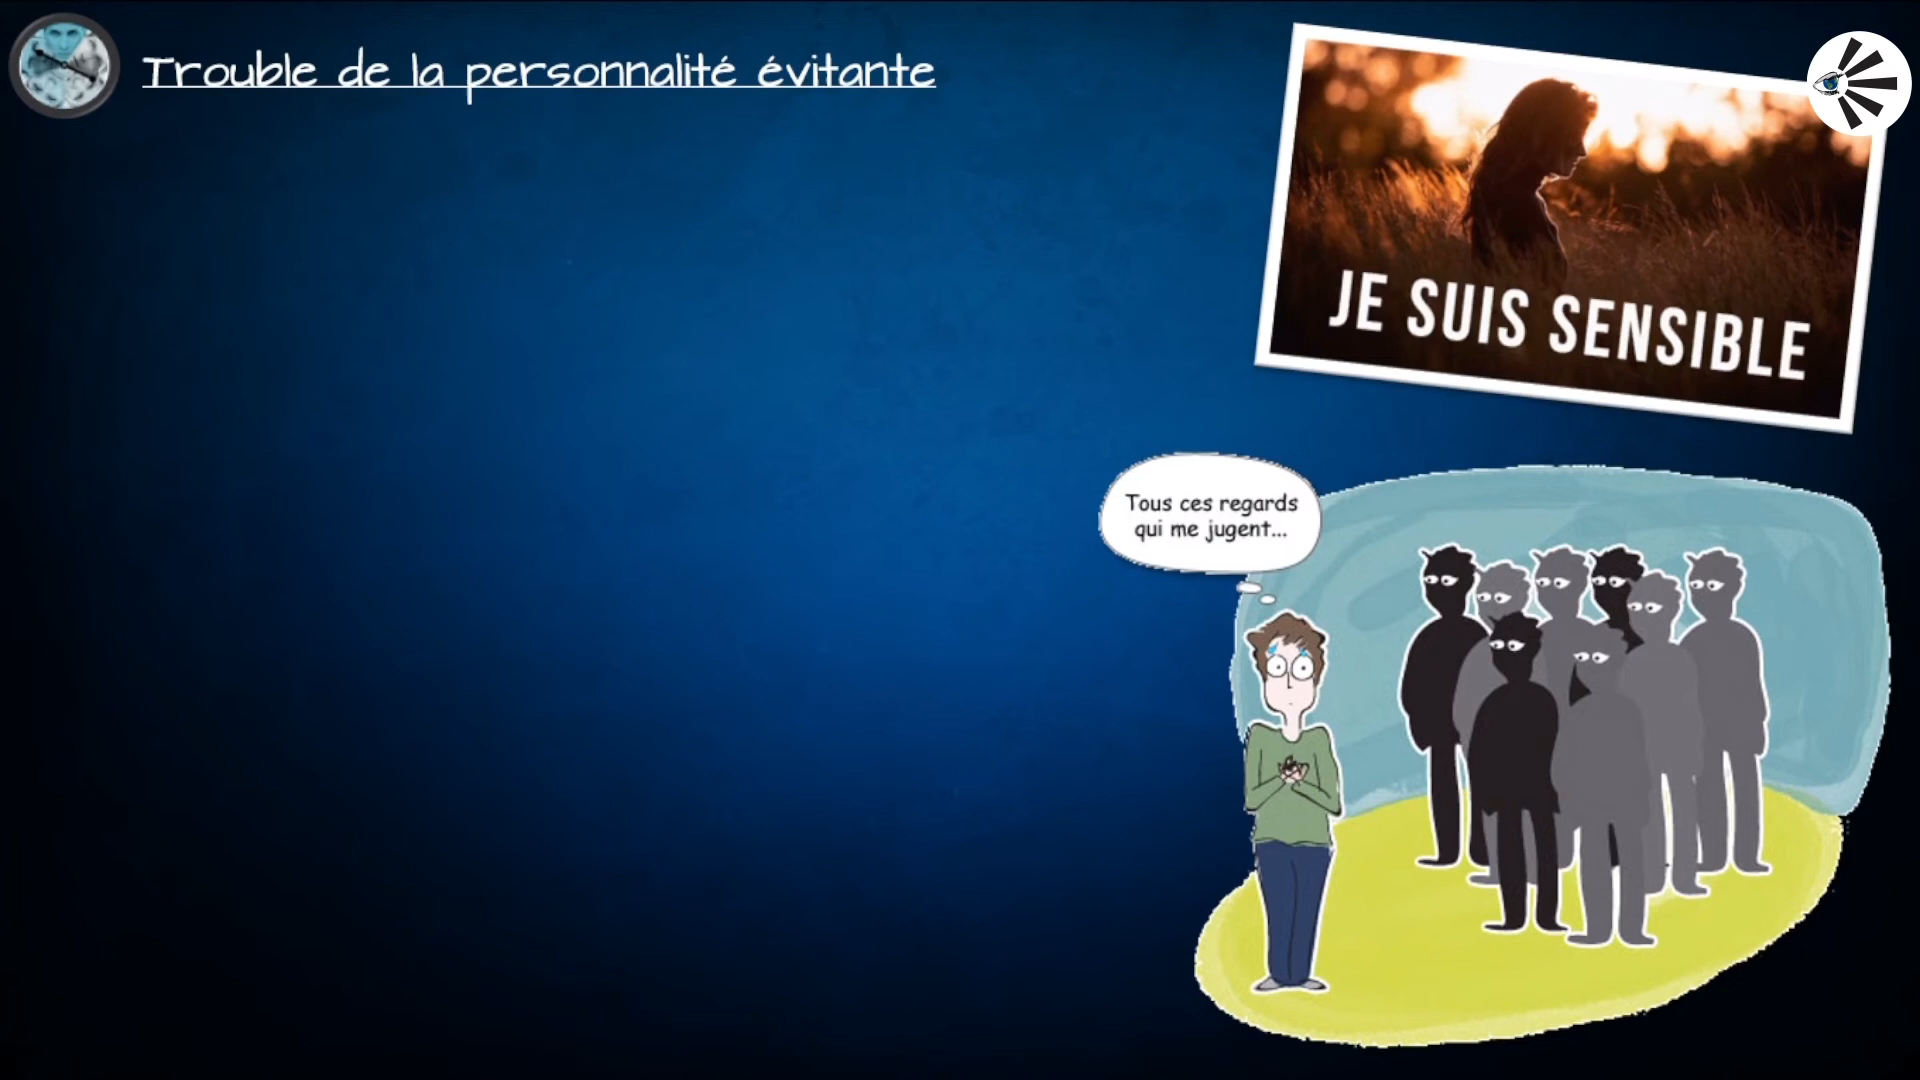 Trouble de la personnalité évitante
JE SUIS SENSIBLE
Tous ces regards
qui me jugent...